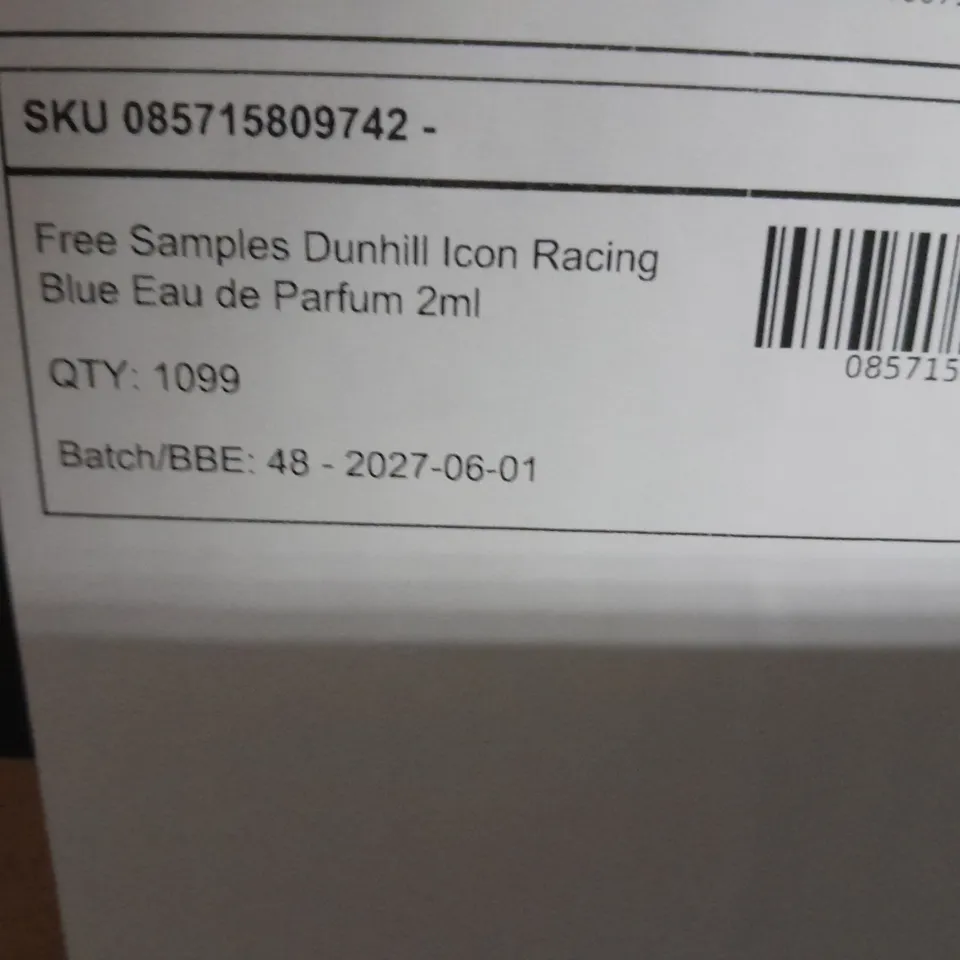 SKU 085715809742 -
Free Samples Dunhill Icon Racing
Blue Eau de Parfum 2ml
085715
QTY: 1099
Batch/BBE: 48 - 2027-06-01